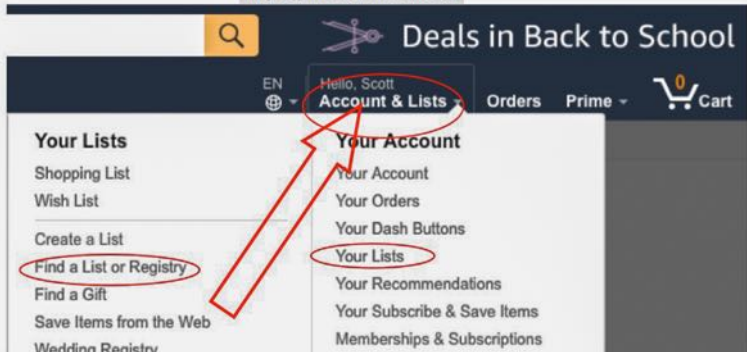 Deals in Back to School
EN
Hello, Scott
Account & Lists
Orders
Prime
0
Cart
Your Lists
Shopping List
Wish List
Create a List
Find a List or Registry
Find a Gift
Save Items from the Web
Wedding Registry
Your Account
Your Account
Your Orders
Your Dash Buttons
Your Lists
Your Recommendations
Your Subscribe & Save Items
Memberships & Subscriptions